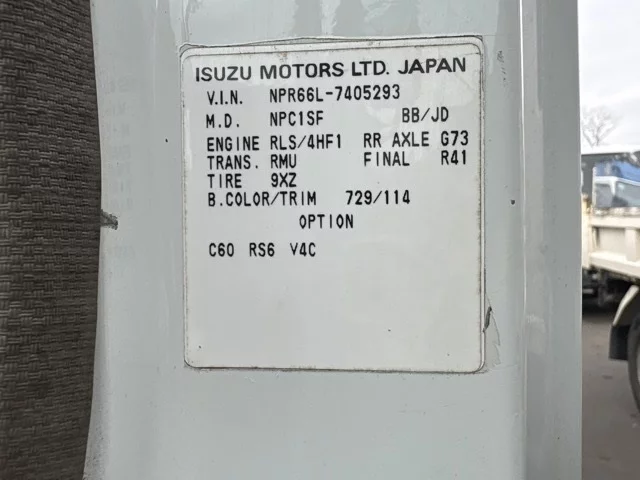 ISUZU MOTORS LTD. JAPAN
V.I.N. NPR66L-7405293
M.D. NPC1SF BB/JD
ENGINE RLS/4HF1 RR AXLE G73
TRANS. RMU FINAL R41
TIRE 9XZ
B.COLOR/TRIM 729/114
OPTION
C60 RS6 V4C